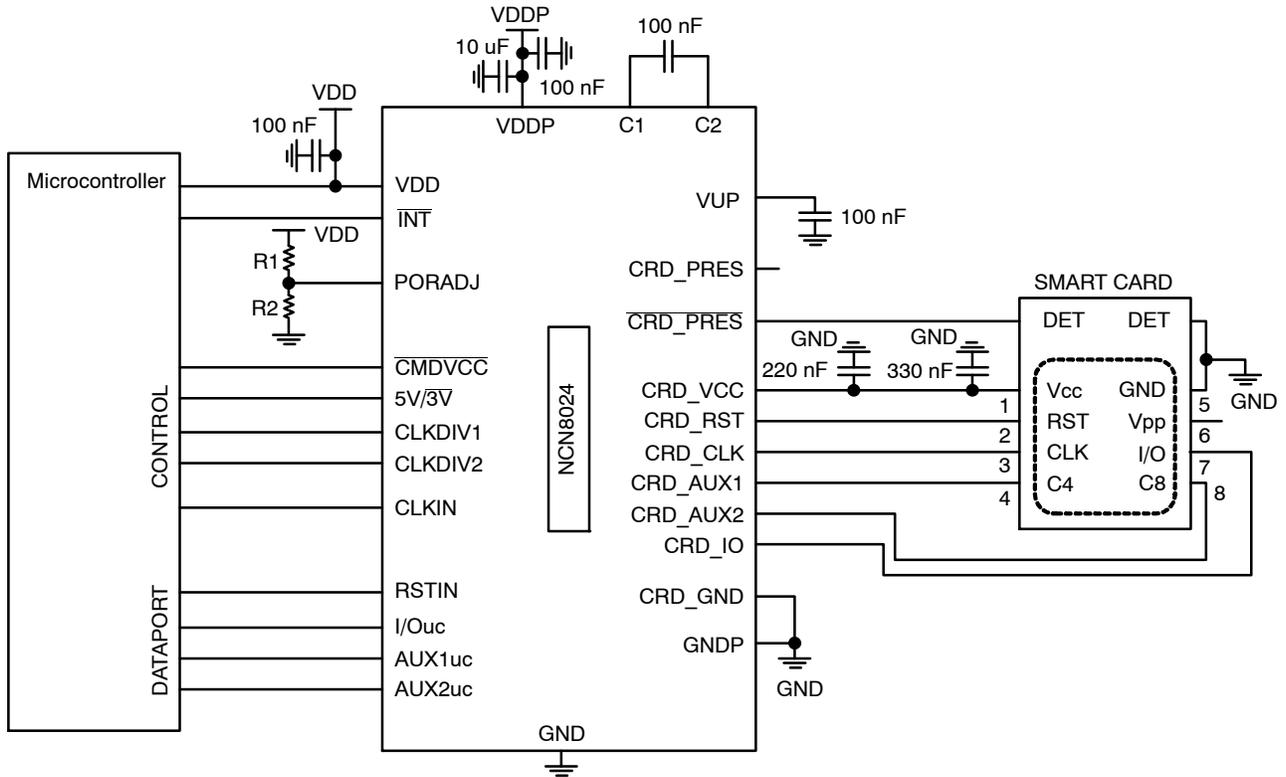 VDDP
10 uF
100 nF
100 nF
VDD
100 nF
VDDP
C1
C2
Microcontroller
VDD
INT
VDD
R1
PORADJ
R2
CONTROL
CMDVCC
5V/3V
CLKDIV1
CLKDIV2
CLKIN
DATAPORT
RSTIN
I/Ouc
AUX1uc
AUX2uc
NCN8024
GND
VUP
100 nF
CRD_PRES
CRD_PRES
CRD_VCC
CRD_RST
CRD_CLK
CRD_AUX1
CRD_AUX2
CRD_IO
CRD_GND
GNDP
GND
GND
220 nF
GND
330 nF
SMART CARD
DET
DET
Vcc
GND
1
5
GND
RST
Vpp
2
6
CLK
I/O
3
7
C4
C8
4
8